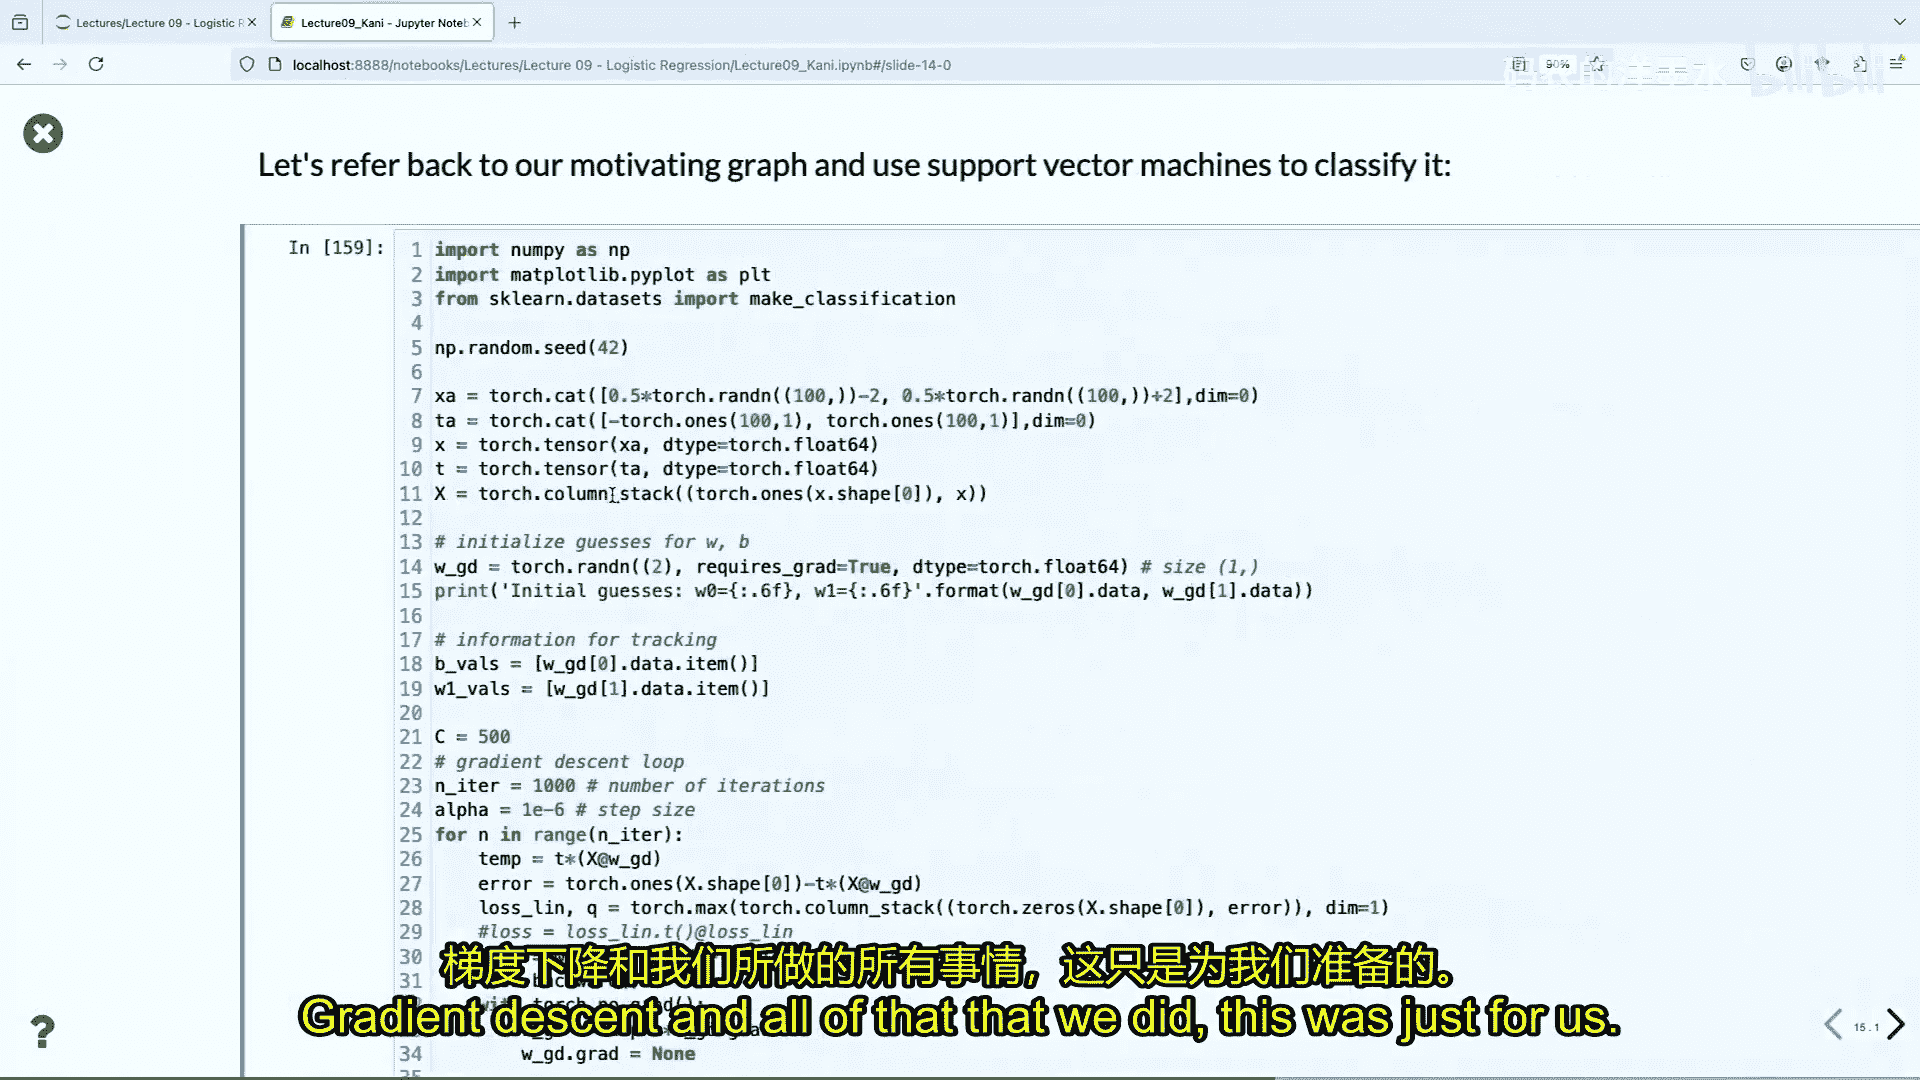 Lectures/Lecture 09 - Logistic R
Lecture09_Kani - Jupyter Noteb
localhost:8888/notebooks/Lectures/Lecture 09 - Logistic Regression/Lecture09_Kani.ipynb#/slide-14-0
90%
Let's refer back to our motivating graph and use support vector machines to classify it:
In [159]:
1 import numpy as np
2 import matplotlib.pyplot as plt
3 from sklearn.datasets import make_classification
4
5 np.random.seed(42)
6
7 xa = torch.cat([0.5*torch.randn((100,))-2, 0.5*torch.randn((100,))+2],dim=0)
8 ta = torch.cat([-torch.ones(100,1), torch.ones(100,1)],dim=0)
9 x = torch.tensor(xa, dtype=torch.float64)
10 t = torch.tensor(ta, dtype=torch.float64)
11 X = torch.column_stack((torch.ones(x.shape[0]), x))
12
13 # initialize guesses for w, b
14 w_gd = torch.randn((2), requires_grad=True, dtype=torch.float64) # size (1,)
15 print('Initial guesses: w0={:.6f}, w1={:.6f}'.format(w_gd[0].data, w_gd[1].data))
16
17 # information for tracking
18 b_vals = [w_gd[0].data.item()]
19 w1_vals = [w_gd[1].data.item()]
20
21 C = 500
22 # gradient descent loop
23 n_iter = 1000 # number of iterations
24 alpha = 1e-6 # step size
25 for n in range(n_iter):
26 temp = t*(X@w_gd)
27 error = torch.ones(X.shape[0])-t*(X@w_gd)
28 loss_lin, q = torch.max(torch.column_stack((torch.zeros(X.shape[0]), error)), dim=1)
29 #loss = loss_lin.t()@loss_lin
30
31
梯度下降和我们所做的所有事情，这只是为我们准备的。
Gradient descent and all of that that we did, this was just for us.
34 w_gd.grad = None
15.1